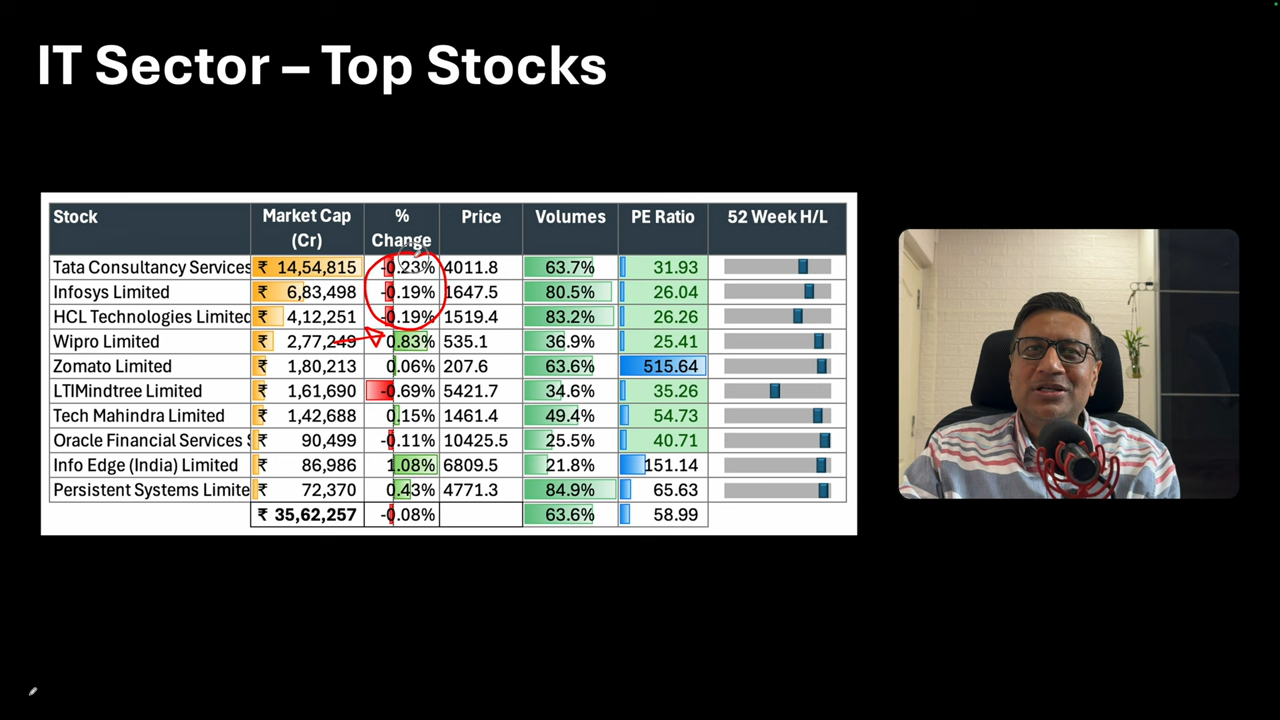 IT Sector – Top Stocks
Stock Market Cap (Cr) % Change Price Volumes PE Ratio 52 Week H/L
Tata Consultancy Services ₹ 14,54,815 -0.23% 4011.8 63.7% 31.93
Infosys Limited ₹ 6,83,498 -0.19% 1647.5 80.5% 26.04
HCL Technologies Limited ₹ 4,12,251 -0.19% 1519.4 83.2% 26.26
Wipro Limited ₹ 2,77,249 0.83% 535.1 36.9% 25.41
Zomato Limited ₹ 1,80,213 0.06% 207.6 63.6% 515.64
LTIMindtree Limited ₹ 1,61,690 -0.69% 5421.7 34.6% 35.26
Tech Mahindra Limited ₹ 1,42,688 0.15% 1461.4 49.4% 54.73
Oracle Financial Services S ₹ 90,499 -0.11% 10425.5 25.5% 40.71
Info Edge (India) Limited ₹ 86,986 1.08% 6809.5 21.8% 151.14
Persistent Systems Limite ₹ 72,370 0.43% 4771.3 84.9% 65.63
₹ 35,62,257 -0.08% 63.6% 58.99